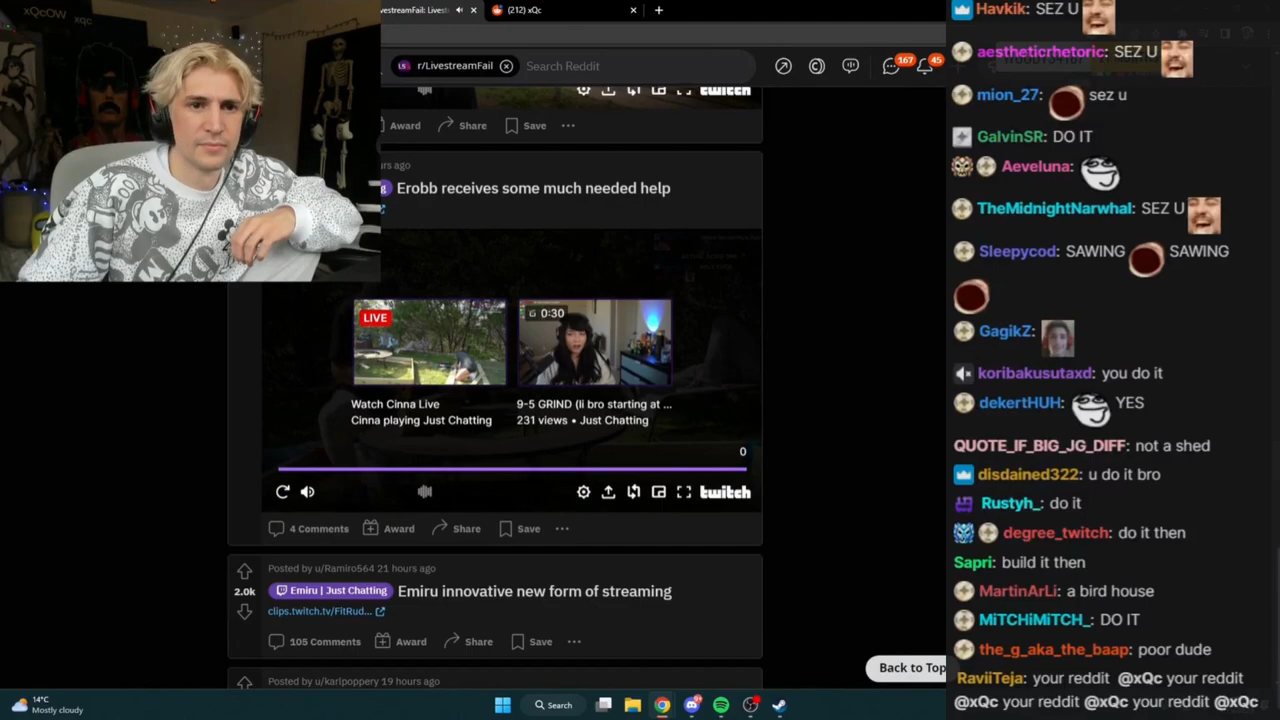 LivestreamFail: Livest
(212) xQc
r/LivestreamFail
Search Reddit
167
45
twitch
Award
Share
Save
urs ago
Erobb receives some much needed help
LIVE
0:30
Watch Cinna Live
Cinna playing Just Chatting
9-5 GRIND (li bro starting at ...
231 views • Just Chatting
0
twitch
4 Comments
Award
Share
Save
Posted by u/Ramiro564 21 hours ago
2.0k
Emiru | Just Chatting
Emiru innovative new form of streaming
clips.twitch.tv/FitRud...
105 Comments
Award
Share
Save
Posted by u/karlpoppery 19 hours ago
Back to Top
14°C
Mostly cloudy
Search
Havkik: SEZ U
aestheticrhetoric: SEZ U
mion_27: sez u
GalvinSR: DO IT
Aeveluna:
TheMidnightNarwhal: SEZ U
Sleepycod: SAWING SAWING
GagikZ:
koribakusutaxd: you do it
dekertHUH: YES
QUOTE_IF_BIG_JG_DIFF: not a shed
disdained322: u do it bro
Rustyh_: do it
degree_twitch: do it then
Sapri: build it then
MartinArLi: a bird house
MiTCHiMiTCH_: DO IT
the_g_aka_the_baap: poor dude
RaviiTeja: your reddit @xQc your reddit
@xQc your reddit @xQc your reddit @xQc